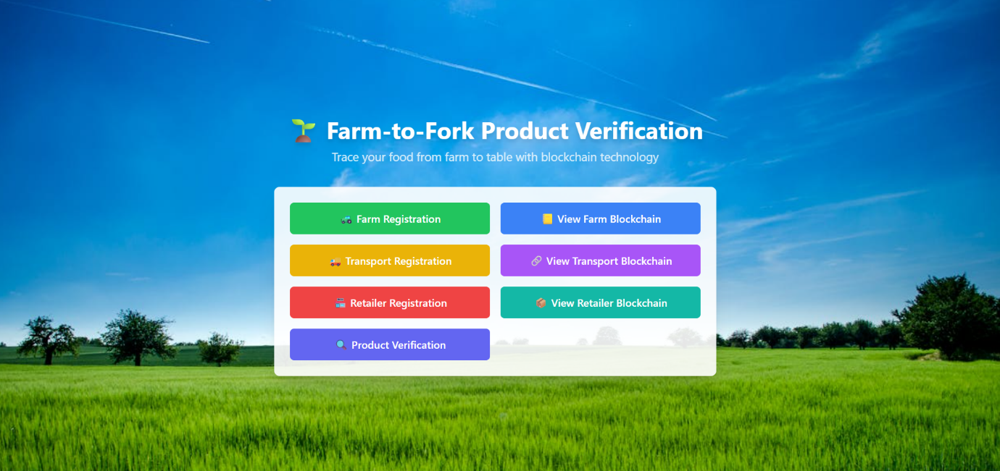 Farm-to-Fork Product Verification
Trace your food from farm to table with blockchain technology
Farm Registration
View Farm Blockchain
Transport Registration
View Transport Blockchain
Retailer Registration
View Retailer Blockchain
Product Verification